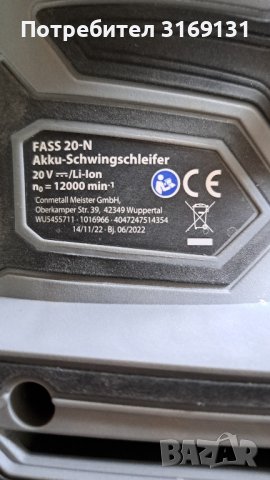 Потребител 3169131
FASS 20-N
Akku-Schwingschleifer
20 V ⎓/Li-Ion
n₀ = 12000 min⁻¹
Conmetall Meister GmbH,
Oberkamper Str. 39, 42349 Wuppertal
WU5455711 · 1016966 · 4047247514354
14/11/22 · Bj. 06/2022
CE
BAZAR